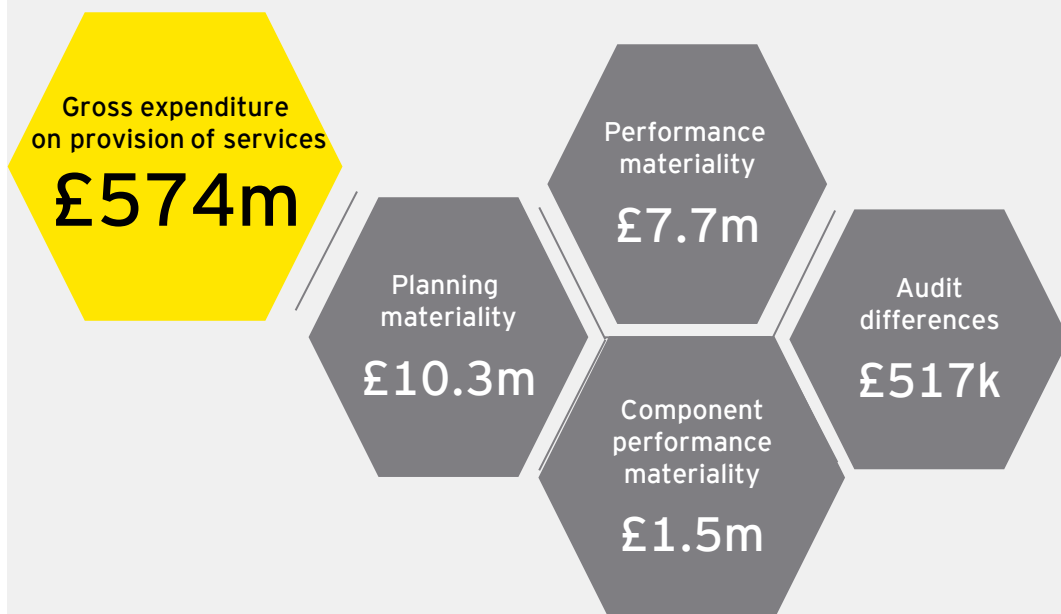 Gross expenditure
on provision of services
£574m
Planning
materiality
£10.3m
Performance
materiality
£7.7m
Component
performance
materiality
£1.5m
Audit
differences
£517k